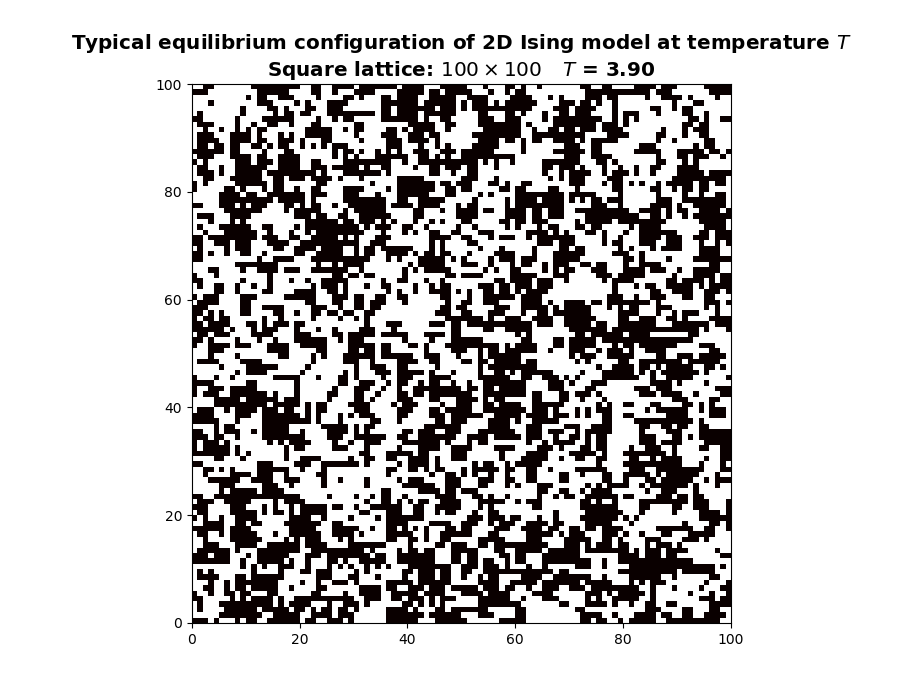 Typical equilibrium configuration of 2D Ising model at temperature T
Square lattice: 100 × 100 T = 3.90
100
80
60
40
20
0
0 20 40 60 80 100